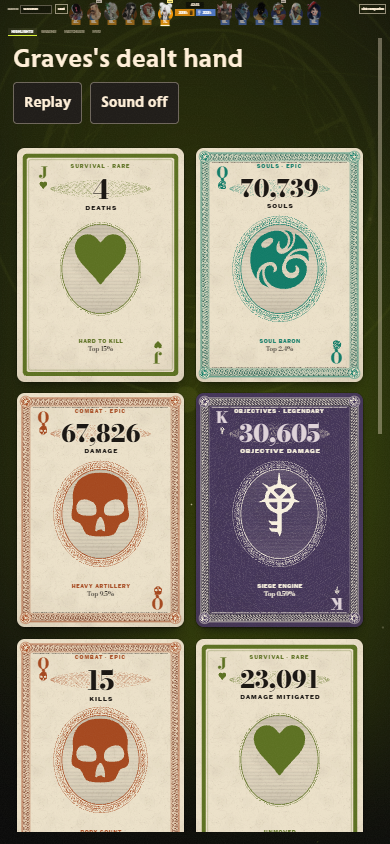 HIGHLIGHTS
Graves's dealt hand
Replay
Sound off
J
SURVIVAL · RARE
4
DEATHS
HARD TO KILL
Top 15%
J
Q
SOULS · EPIC
70,739
SOULS
SOUL BARON
Top 2.4%
Q
Q
COMBAT · EPIC
67,826
DAMAGE
HEAVY ARTILLERY
Top 9.5%
Q
K
OBJECTIVES · LEGENDARY
30,605
OBJECTIVE DAMAGE
SIEGE ENGINE
Top 0.59%
K
Q
COMBAT · EPIC
15
KILLS
J
SURVIVAL · RARE
23,091
DAMAGE MITIGATED